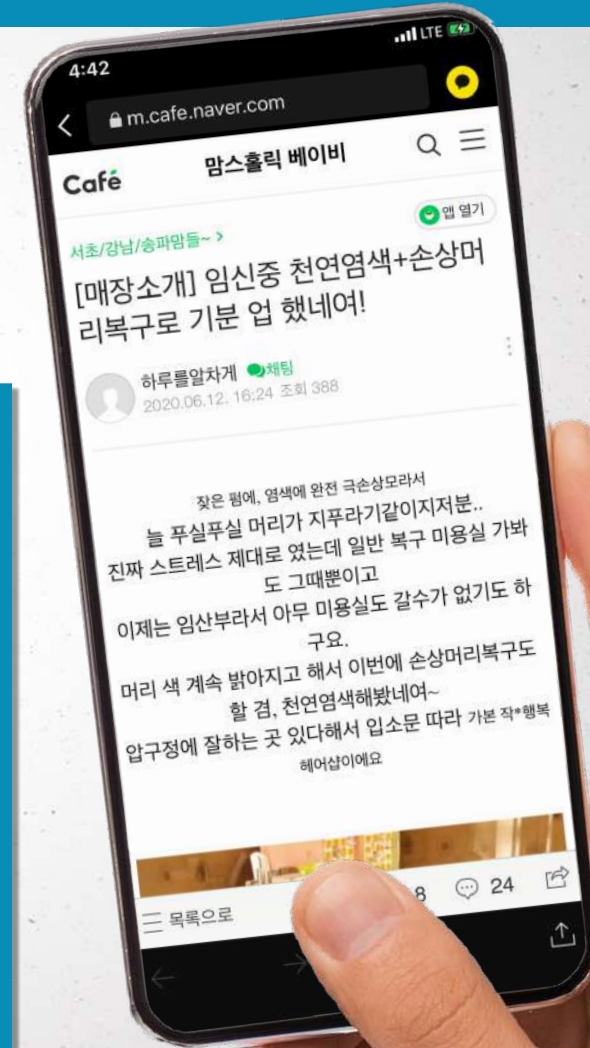 4:42
LTE
m.cafe.naver.com
Café
맘스홀릭 베이비
앱 열기
서초/강남/송파맘들~ >
[매장소개] 임신중 천연염색+손상머
리복구로 기분 업 했네여!
하루를알차게 채팅
2020.06.12. 16:24 조회 388
잦은 펌에, 염색에 완전 극손상모라서
늘 푸실푸실 머리가 지푸라기같이지저분..
진짜 스트레스 제대로 였는데 일반 복구 미용실 가봐
도 그때뿐이고
이제는 임산부라서 아무 미용실도 갈수가 없기도 하
구요.
머리 색 계속 밝아지고 해서 이번에 손상머리복구도
할 겸, 천연염색해봤네여~
압구정에 잘하는 곳 있다해서 입소문 따라 가본 작*행복
헤어샵이에요
목록으로
8
24